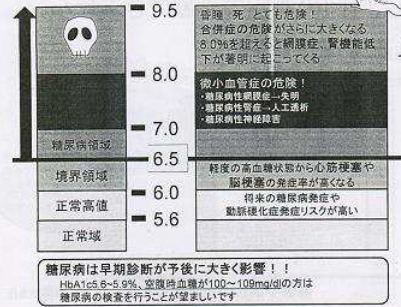 9.5
昏睡 死 とても危険！
合併症の危険がさらに大きくなる
8.0%を超えると網膜症、腎機能低
下が著明に起こってくる
8.0
微小血管症の危険！
・糖尿病性網膜症→失明
・糖尿病性腎症→人工透析
・糖尿病性神経障害
7.0
糖尿病領域
6.5
境界領域
軽度の高血糖状態から心筋梗塞や
脳梗塞の発症率が高くなる
6.0
正常高値
将来の糖尿病発症や
動脈硬化症発症リスクが高い
5.6
正常域
糖尿病は早期診断が予後に大きく影響！！
HbA1c5.6~5.9%、空腹時血糖が100～109mg/dlの方は
糖尿病の検査を行うことが望ましいです